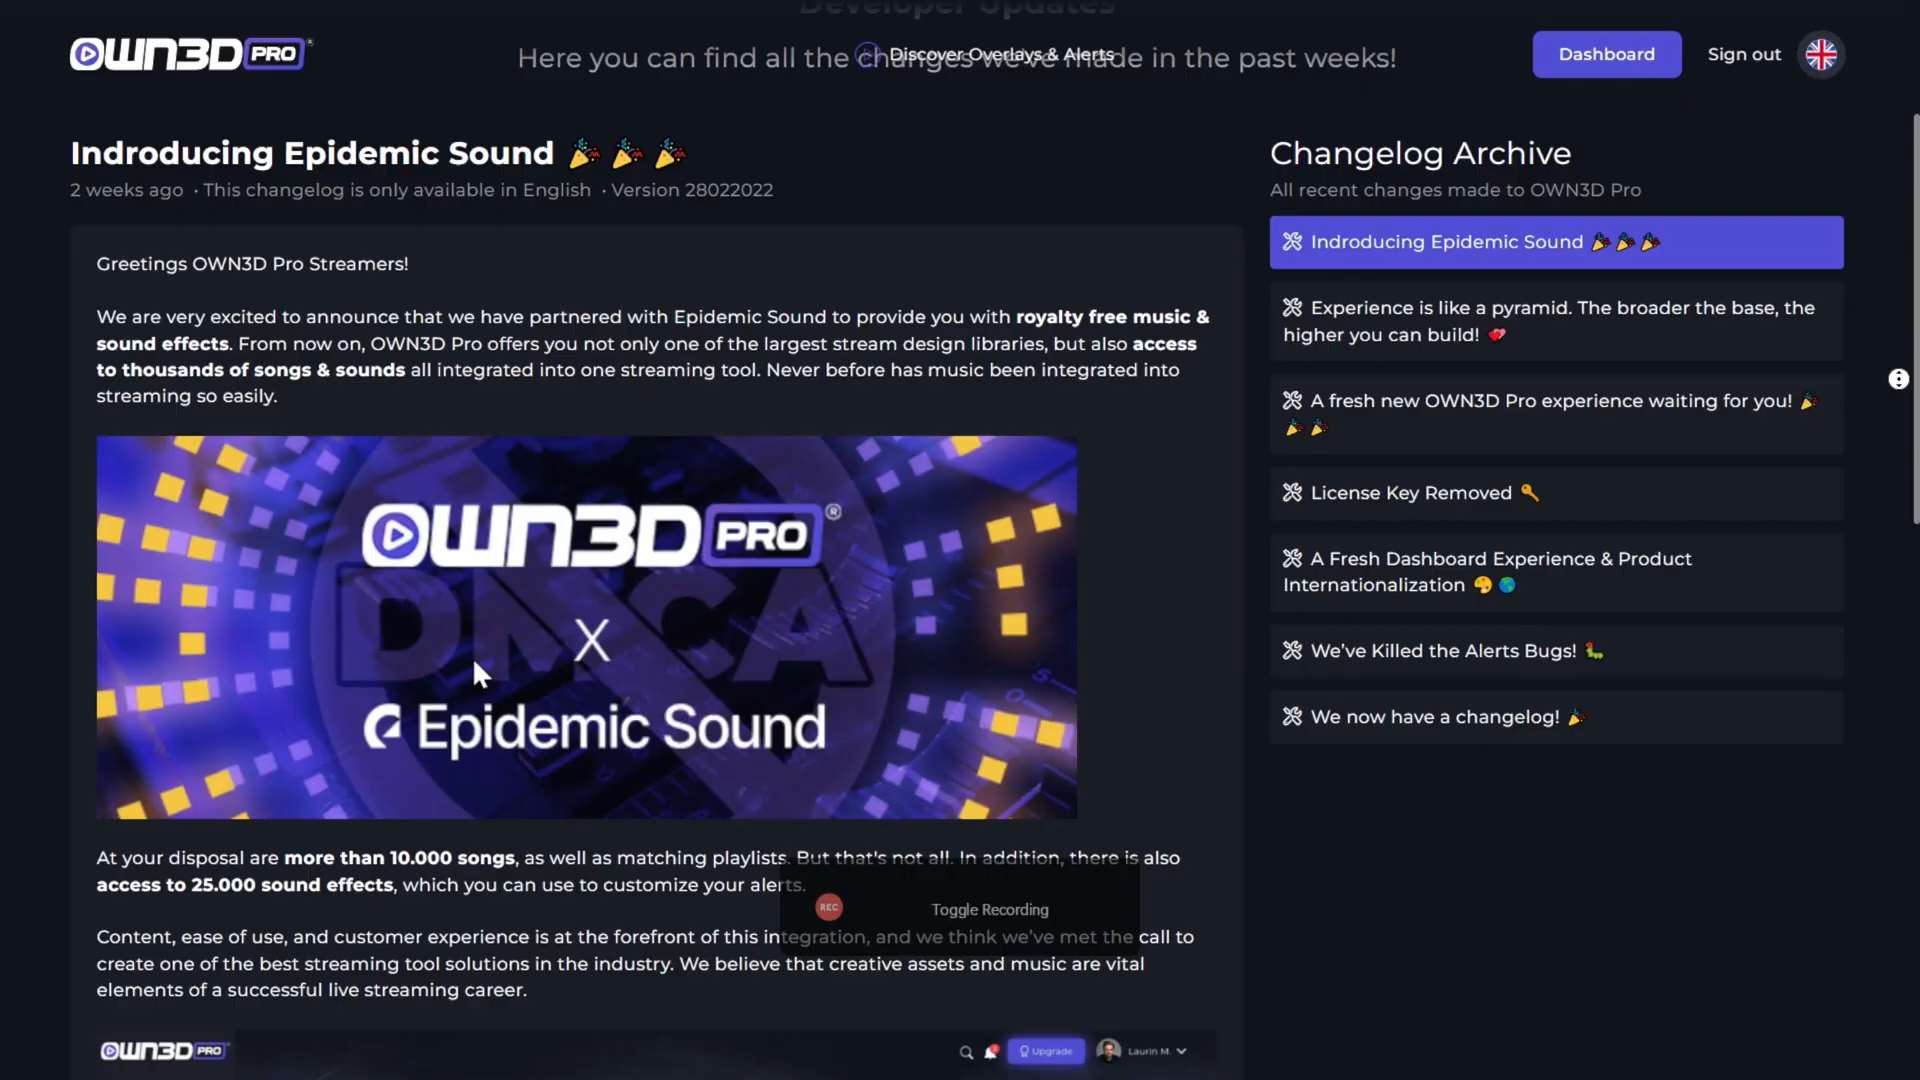 Developer Updates
OWN3D PRO
Here you can find all the changes we've made in the past weeks!
Discover Overlays & Alerts
Dashboard
Sign out
Indroducing Epidemic Sound 🎉 🎉 🎉
2 weeks ago · This changelog is only available in English · Version 28022022
Greetings OWN3D Pro Streamers!
We are very excited to announce that we have partnered with Epidemic Sound to provide you with royalty free music &
sound effects. From now on, OWN3D Pro offers you not only one of the largest stream design libraries, but also access
to thousands of songs & sounds all integrated into one streaming tool. Never before has music been integrated into
streaming so easily.
OWN3D PRO ®
DMCA
X
Epidemic Sound
At your disposal are more than 10.000 songs, as well as matching playlists. But that's not all. In addition, there is also
access to 25.000 sound effects, which you can use to customize your alerts.
REC
Toggle Recording
Content, ease of use, and customer experience is at the forefront of this integration, and we think we've met the call to
create one of the best streaming tool solutions in the industry. We believe that creative assets and music are vital
elements of a successful live streaming career.
OWN3D PRO
Upgrade
Laurin M.
Changelog Archive
All recent changes made to OWN3D Pro
Indroducing Epidemic Sound 🎉🎉🎉
Experience is like a pyramid. The broader the base, the
higher you can build! 💕
A fresh new OWN3D Pro experience waiting for you! 🎉
🎉🎉
License Key Removed 🔑
A Fresh Dashboard Experience & Product
Internationalization 🎨🌍
We've Killed the Alerts Bugs! 🐛
We now have a changelog! 🎉